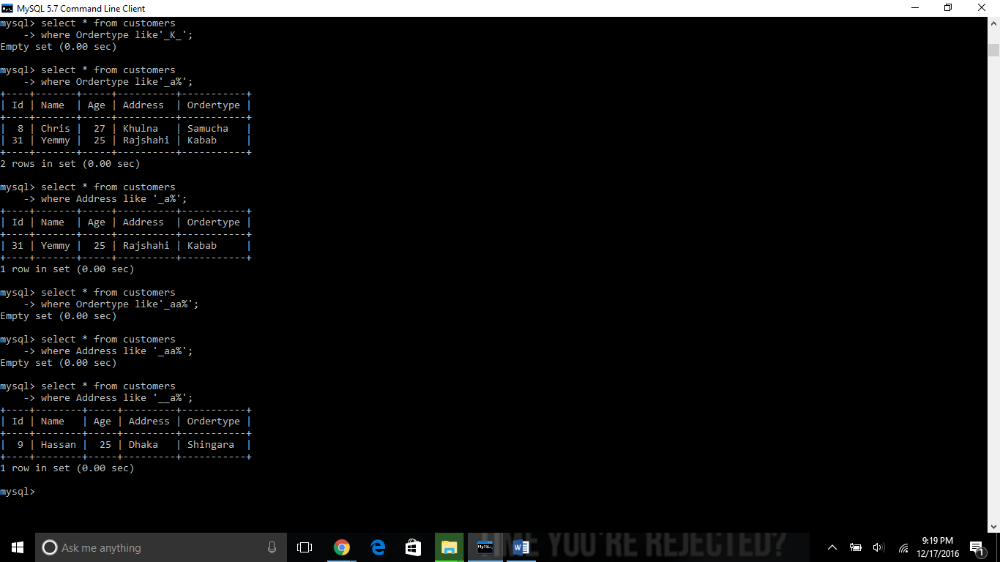 MySQL 5.7 Command Line Client
mysql> select * from customers
    -> where Ordertype like'_K_';
Empty set (0.00 sec)
mysql> select * from customers
    -> where Ordertype like'_a%';
+----+-------+-----+----------+-----------+
| Id | Name  | Age | Address  | Ordertype |
+----+-------+-----+----------+-----------+
|  8 | Chris |  27 | Khulna   | Samucha   |
| 31 | Yemmy |  25 | Rajshahi | Kabab     |
+----+-------+-----+----------+-----------+
2 rows in set (0.00 sec)
mysql> select * from customers
    -> where Address like '_a%';
+----+-------+-----+----------+-----------+
| Id | Name  | Age | Address  | Ordertype |
+----+-------+-----+----------+-----------+
| 31 | Yemmy |  25 | Rajshahi | Kabab     |
+----+-------+-----+----------+-----------+
1 row in set (0.00 sec)
mysql> select * from customers
    -> where Ordertype like'_aa%';
Empty set (0.00 sec)
mysql> select * from customers
    -> where Address like '_aa%';
Empty set (0.00 sec)
mysql> select * from customers
    -> where Address like '__a%';
+----+--------+-----+---------+-----------+
| Id | Name   | Age | Address | Ordertype |
+----+--------+-----+---------+-----------+
|  9 | Hassan |  25 | Dhaka   | Shingara  |
+----+--------+-----+---------+-----------+
1 row in set (0.00 sec)
mysql>
Ask me anything
YOU'RE REJECTED?
9:19 PM
12/17/2016
1